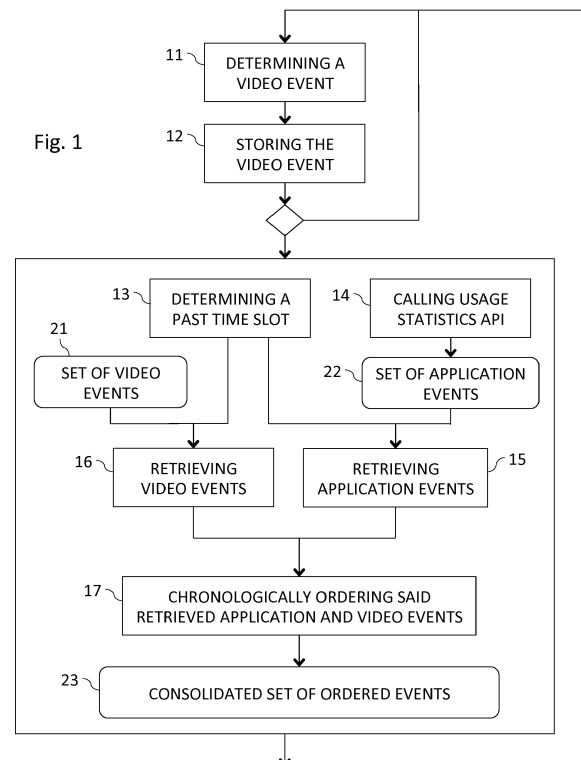 11
DETERMINING A
VIDEO EVENT
Fig. 1
12
STORING THE
VIDEO EVENT
13
DETERMINING A
PAST TIME SLOT
14
CALLING USAGE
STATISTICS API
21
SET OF VIDEO
EVENTS
22
SET OF APPLICATION
EVENTS
16
RETRIEVING
VIDEO EVENTS
RETRIEVING
APPLICATION EVENTS
15
17
CHRONOLOGICALLY ORDERING SAID
RETRIEVED APPLICATION AND VIDEO EVENTS
23
CONSOLIDATED SET OF ORDERED EVENTS